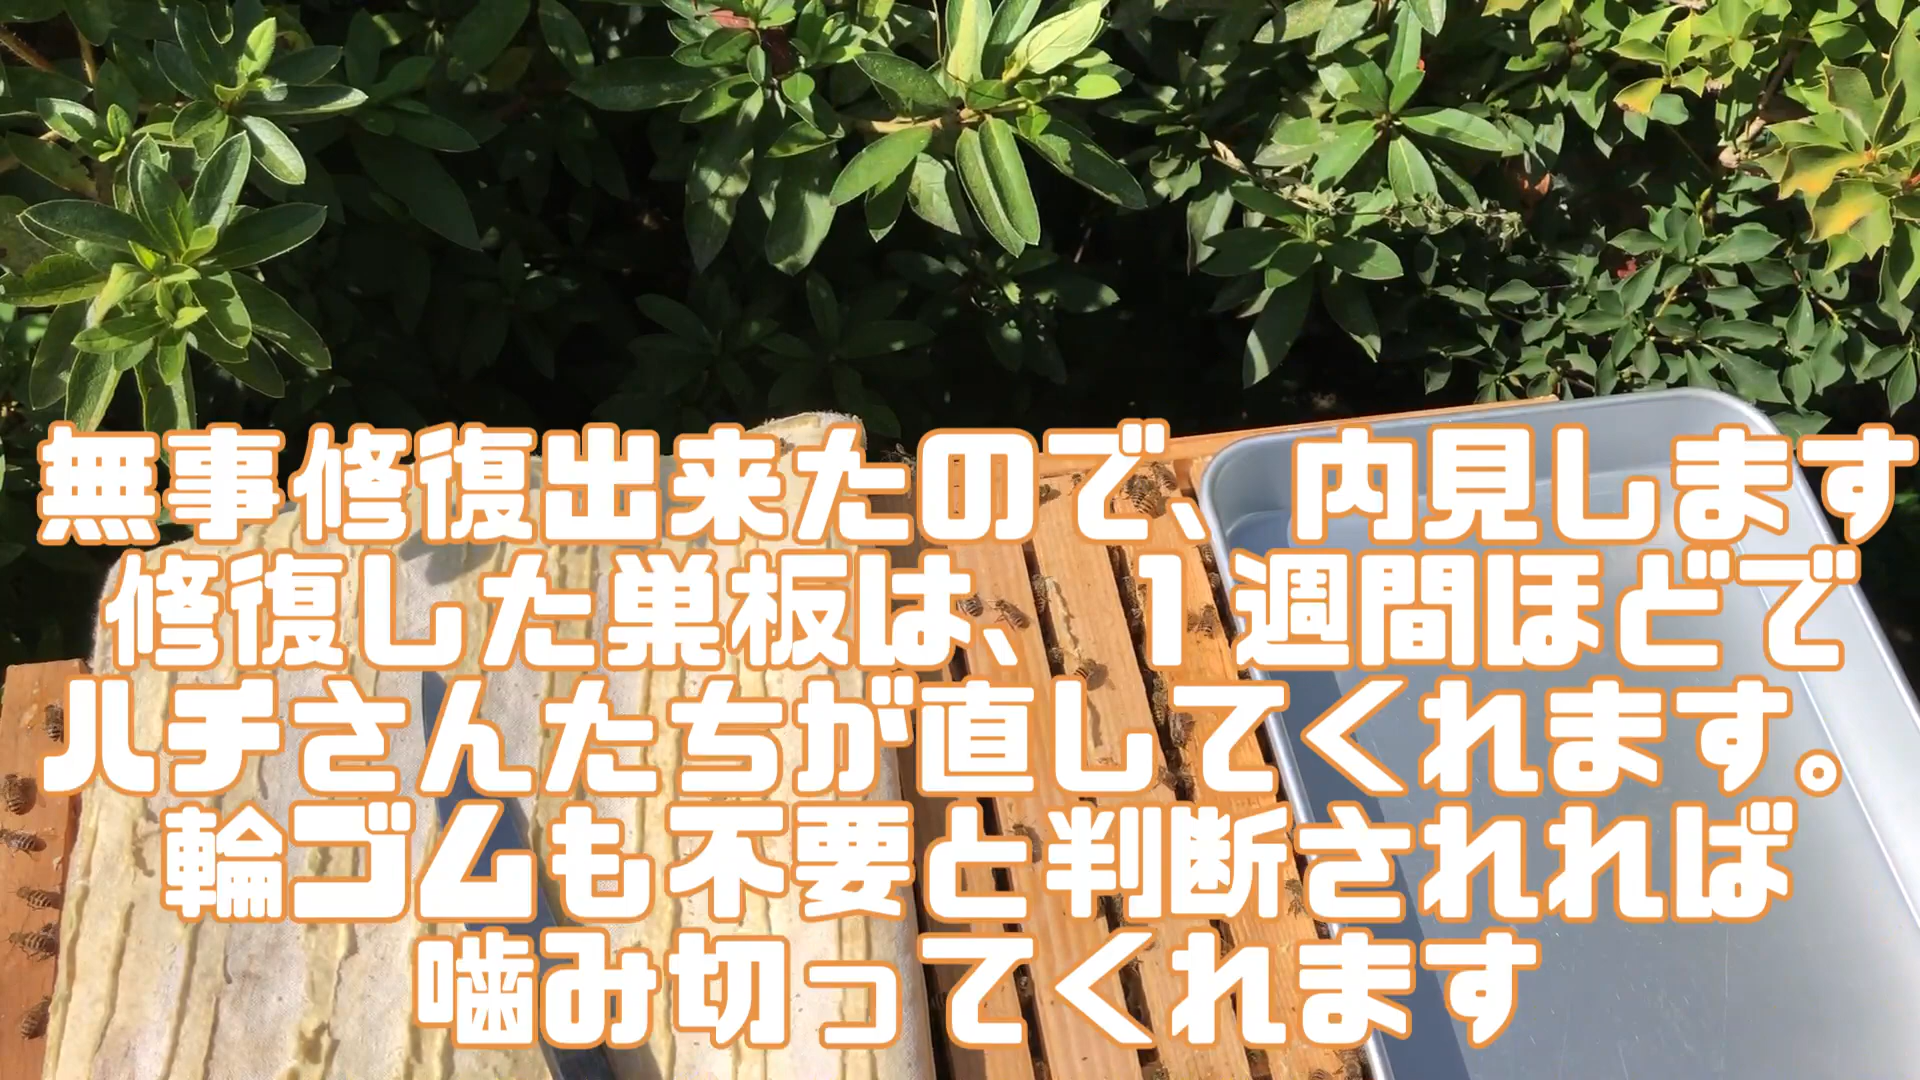 無事修復出来たので、内見します
修復した巣板は、1週間ほどで
ハチさんたちが直してくれます。
輪ゴムも不要と判断されれば
噛み切ってくれます